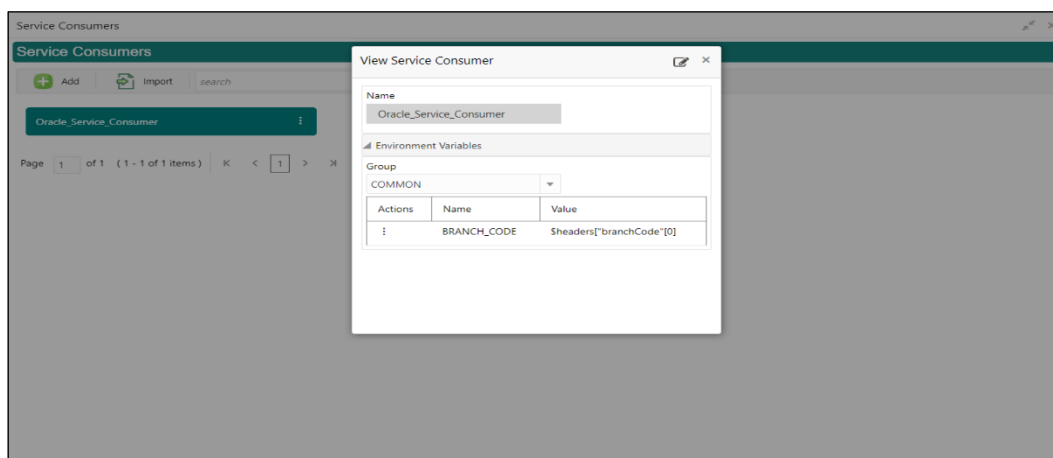 Service Consumers
Service Consumers
Add Import search
Oracle_Service_Consumer
Page 1 of 1 (1 - 1 of 1 items) K < 1 > >|
View Service Consumer ×
Name
Oracle_Service_Consumer
Environment Variables
Group
COMMON
Actions Name Value
BRANCH_CODE $headers["branchCode"[0]